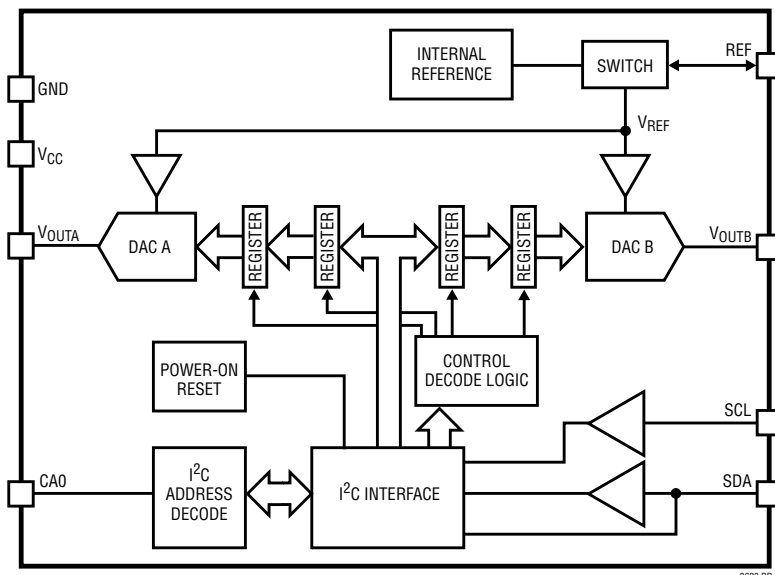 INTERNAL
REFERENCE
SWITCH
REF
GND
VREF
VCC
REGISTER
REGISTER
REGISTER
REGISTER
VOUTA
DAC A
DAC B
VOUTB
POWER-ON
RESET
CONTROL
DECODE LOGIC
SCL
CA0
I2C
ADDRESS
DECODE
I2C INTERFACE
SDA